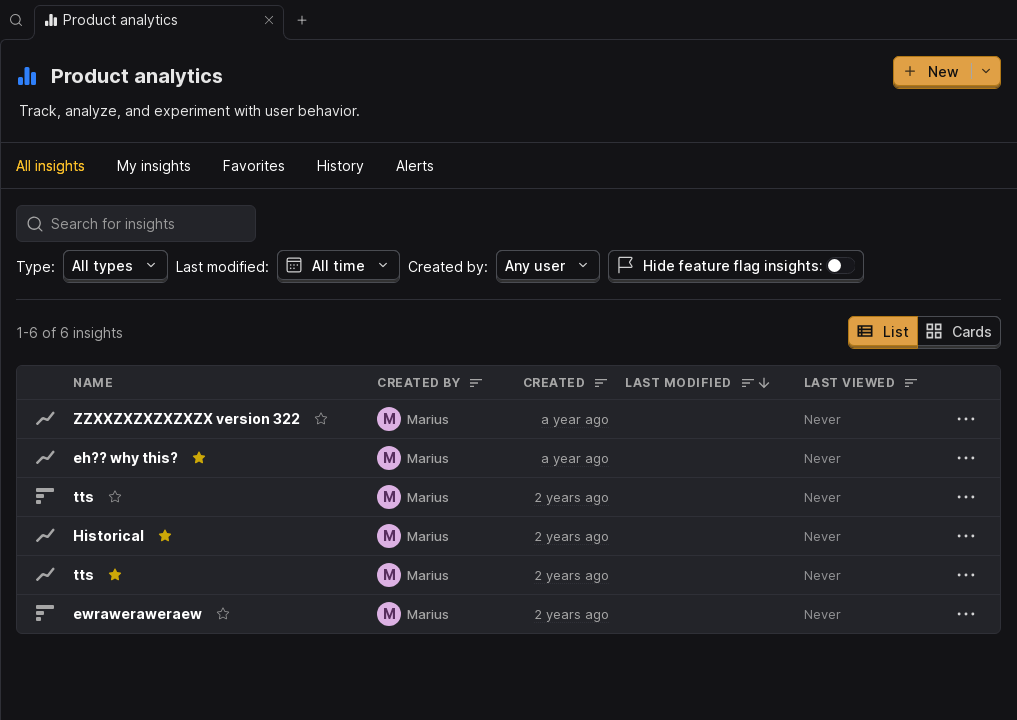 Product analytics
Product analytics
New
Track, analyze, and experiment with user behavior.
All insights My insights Favorites History Alerts
Search for insights
Type: All types Last modified: All time Created by: Any user Hide feature flag insights:
1-6 of 6 insights List Cards
NAME CREATED BY CREATED LAST MODIFIED LAST VIEWED
ZZXXZXZXZXZXZX version 322 M Marius a year ago Never
eh?? why this? M Marius a year ago Never
tts M Marius 2 years ago Never
Historical M Marius 2 years ago Never
tts M Marius 2 years ago Never
ewraweraweraew M Marius 2 years ago Never